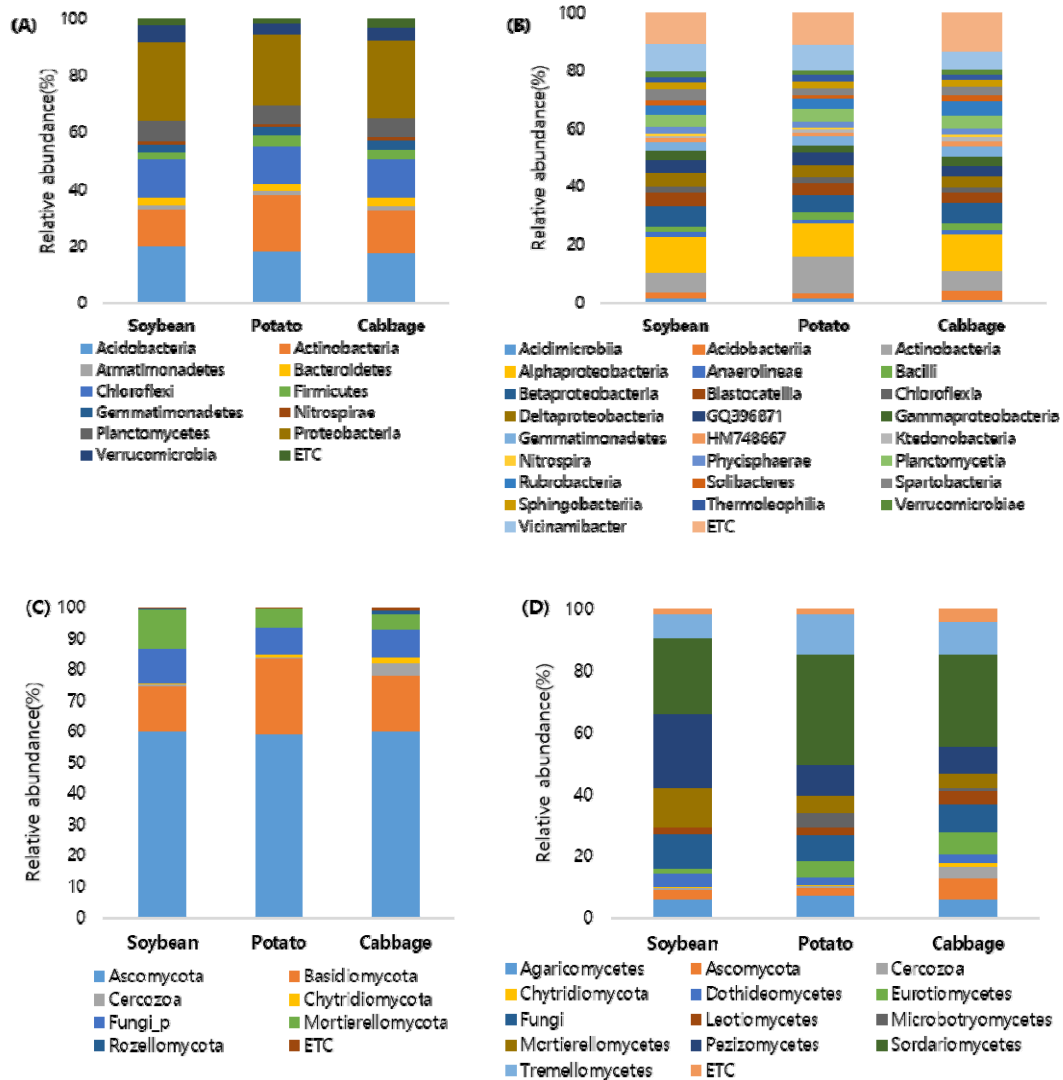 (A)
Relative abundance(%)
100
80
60
40
20
0
Soybean Potato Cabbage
Acidobacteria Actinobacteria
Armatimonadetes Bacteroidetes
Chloroflexi Firmicutes
Gemmatimonadetes Nitrospirae
Planctomycetes Proteobacteria
Verrucomicrobia ETC
(B)
Relative abundance(%)
100
80
60
40
20
0
Soybean Potato Cabbage
Acidimicrobiia Acidobacteriia Actinobacteria
Alphaproteobacteria Anaerolineae Bacilli
Betaproteobacteria Blastocatellia Chloroflexia
Deltaproteobacteria GQ396871 Gammaproteobacteria
Gemmatimonadetes HM748667 Ktedonobacteria
Nitrospira Phycisphaerae Planctomycetia
Rubrobacteria Solibacteres Spartobacteria
Sphingobacteriia Thermoleophilia Verrucomicrobiae
Vicinamibacter ETC
(C)
Relative abundance(%)
100
90
80
70
60
50
40
30
20
10
0
Soybean Potato Cabbage
Ascomycota Basidiomycota
Cercozoa Chytridiomycota
Fungi_p Mortierellomycota
Rozellomycota ETC
(D)
Relative abundance(%)
100
80
60
40
20
0
Soybean Potato Cabbage
Agaricomycetes Ascomycota Cercozoa
Chytridiomycota Dothideomycetes Eurotiomycetes
Fungi Leotiomycetes Microbotryomycetes
Mortierellomycetes Pezizomycetes Sordariomycetes
Tremellomycetes ETC